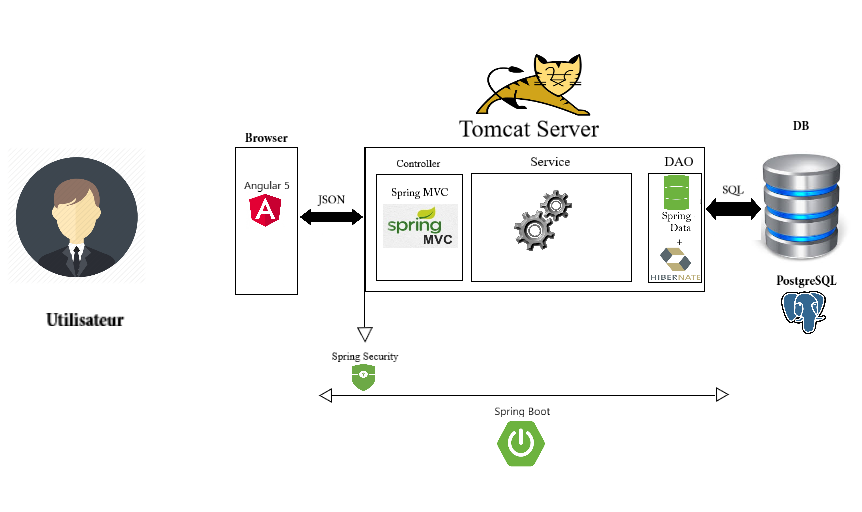 Tomcat Server
DB
Browser
Controller
Service
DAO
Angular 5
JSON
Spring MVC
spring
MVC
SQL
Spring
Data
+
HIBERNATE
PostgreSQL
Utilisateur
Spring Security
Spring Boot